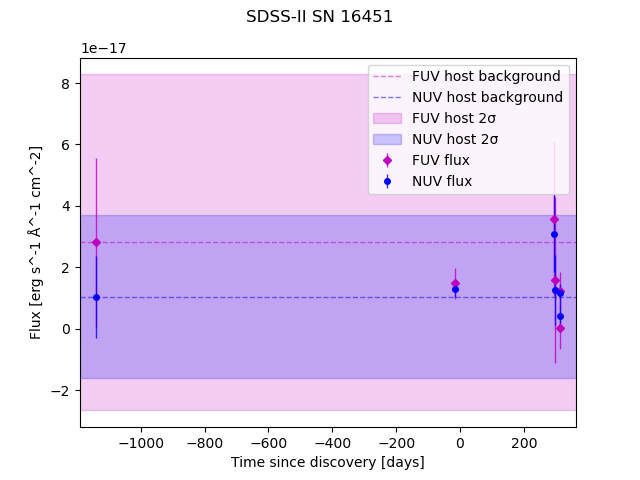 SDSS-II SN 16451
1e−17
FUV host background
NUV host background
FUV host 2σ
NUV host 2σ
FUV flux
NUV flux
8
6
4
2
0
−2
Flux [erg s^-1 Å^-1 cm^-2]
−1000 −800 −600 −400 −200 0 200
Time since discovery [days]